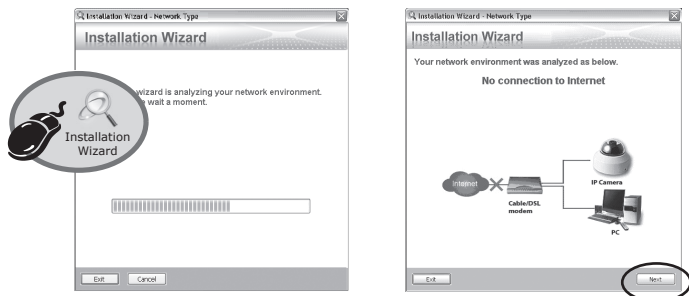 Installation Wizard - Network Type
Installation Wizard
wizard is analyzing your network environment.
wait a moment.
Installation
Wizard
Exit
Cancel
Installation Wizard - Network Type
Installation Wizard
Your network environment was analyzed as below.
No connection to Internet
Internet
IP Camera
Cable/DSL
modem
PC
Exit
Next